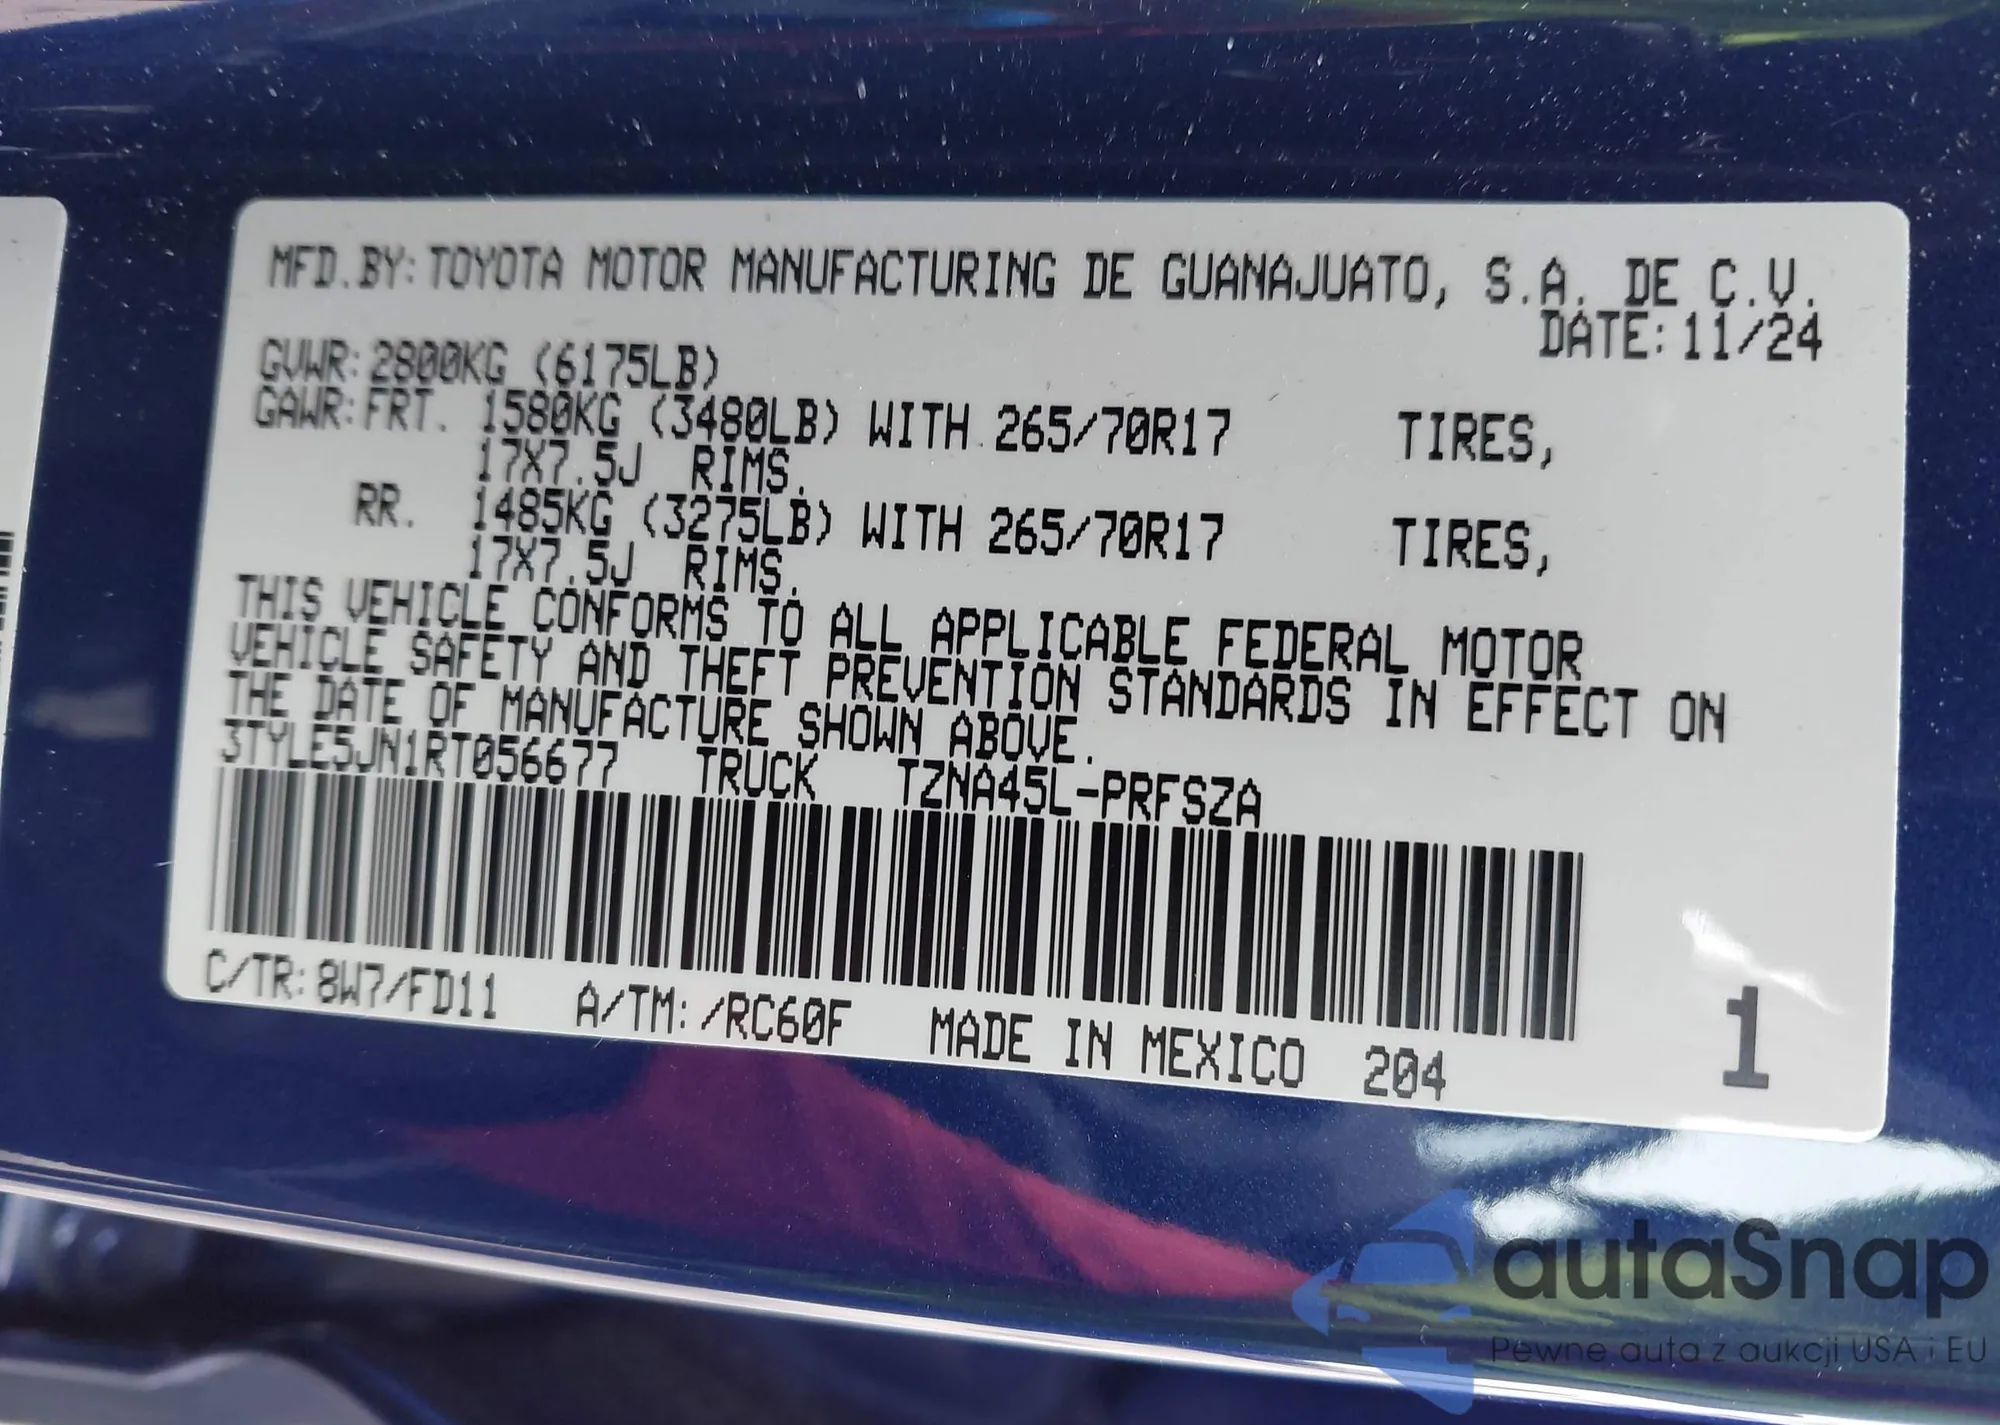 MFD.BY:TOYOTA MOTOR MANUFACTURING DE GUANAJUATO, S.A. DE C.V.
DATE:11/24
GVWR:2800KG (6175LB)
GAWR:FRT. 1580KG (3480LB) WITH 265/70R17 TIRES,
17X7.5J RIMS.
RR. 1485KG (3275LB) WITH 265/70R17 TIRES,
17X7.5J RIMS.
THIS VEHICLE CONFORMS TO ALL APPLICABLE FEDERAL MOTOR
VEHICLE SAFETY AND THEFT PREVENTION STANDARDS IN EFFECT ON
THE DATE OF MANUFACTURE SHOWN ABOVE.
3TYLE5JN1RT056677 TRUCK TZNA45L-PRFSZA
C/TR:8W7/FD11 A/TM:/RC60F MADE IN MEXICO 204
1
autaSnap
Pewne auta z aukcji USA i EU